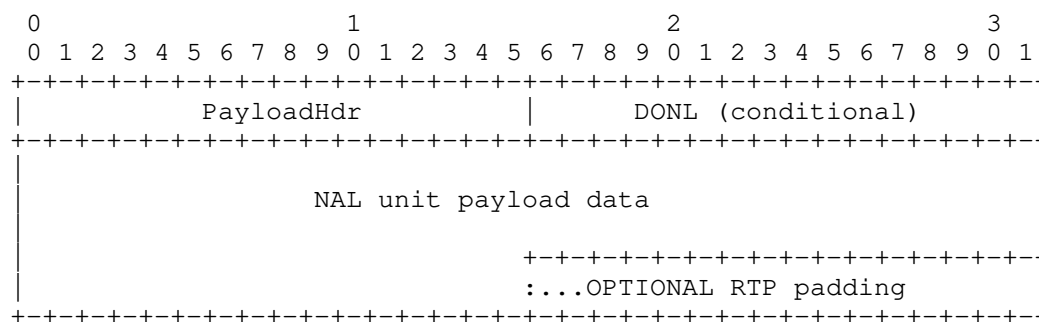 0                   1                   2                   3
0 1 2 3 4 5 6 7 8 9 0 1 2 3 4 5 6 7 8 9 0 1 2 3 4 5 6 7 8 9 0 1
+-+-+-+-+-+-+-+-+-+-+-+-+-+-+-+-+-+-+-+-+-+-+-+-+-+-+-+-+-+-+-+-
|           PayloadHdr          |      DONL (conditional)
+-+-+-+-+-+-+-+-+-+-+-+-+-+-+-+-+-+-+-+-+-+-+-+-+-+-+-+-+-+-+-+-
|
|                  NAL unit payload data
|
|                               +-+-+-+-+-+-+-+-+-+-+-+-+-+-+-+-
|                               :...OPTIONAL RTP padding
+-+-+-+-+-+-+-+-+-+-+-+-+-+-+-+-+-+-+-+-+-+-+-+-+-+-+-+-+-+-+-+-